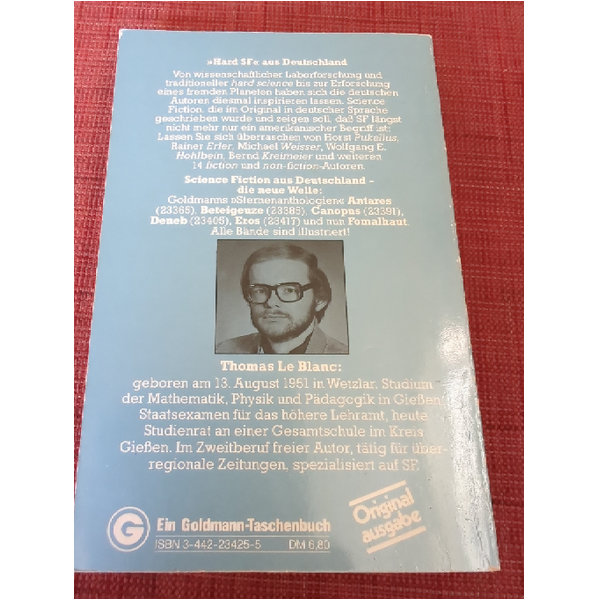 »Hard SF« aus Deutschland
Von wissenschaftlicher Laborforschung und
traditioneller hard science bis zur Erforschung
eines fremden Planeten haben sich die deutschen
Autoren diesmal inspirieren lassen. Science
Fiction, die im Original in deutscher Sprache
geschrieben wurde und zeigen soll, daß SF längst
nicht mehr nur ein amerikanischer Begriff ist:
Lassen Sie sich überraschen von Horst Pukallus,
Rainer Erler, Michael Weisser, Wolfgang E.
Hohlbein, Bernd Kreimeier und weiteren
14 fiction und non-fiction-Autoren.
Science Fiction aus Deutschland –
die neue Welle:
Goldmanns »Sternenanthologien« Antares
(23365), Beteigeuze (23385), Canopus (23391),
Deneb (23405), Eros (23417) und nun Fomalhaut.
Alle Bände sind illustriert!
Thomas Le Blanc:
geboren am 13. August 1951 in Wetzlar. Studium
der Mathematik, Physik und Pädagogik in Gießen,
Staatsexamen für das höhere Lehramt, heute
Studienrat an einer Gesamtschule im Kreis
Gießen. Im Zweitberuf freier Autor, tätig für über-
regionale Zeitungen, spezialisiert auf SF.
Original
ausgabe
G Ein Goldmann-Taschenbuch
ISBN 3-442-23425-5 DM 6,80